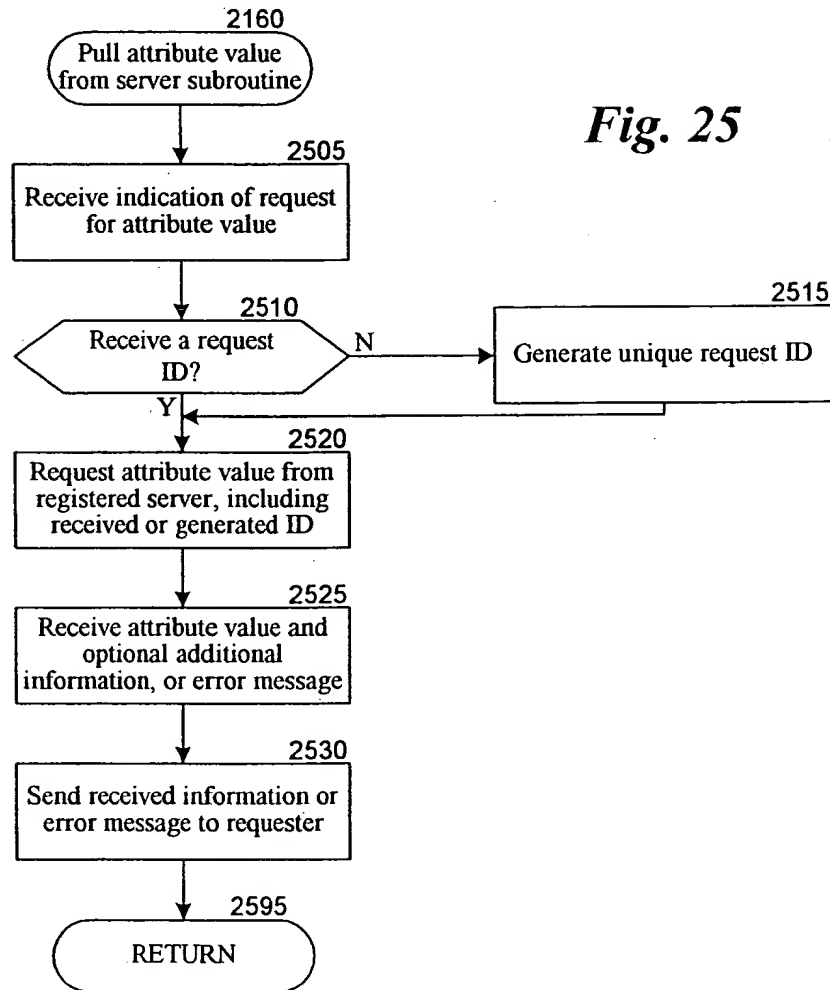 2160
Pull attribute value
from server subroutine
Fig. 25
2505
Receive indication of request
for attribute value
2510
Receive a request
ID?
N
2515
Generate unique request ID
Y
2520
Request attribute value from
registered server, including
received or generated ID
2525
Receive attribute value and
optional additional
information, or error message
2530
Send received information or
error message to requester
2595
RETURN